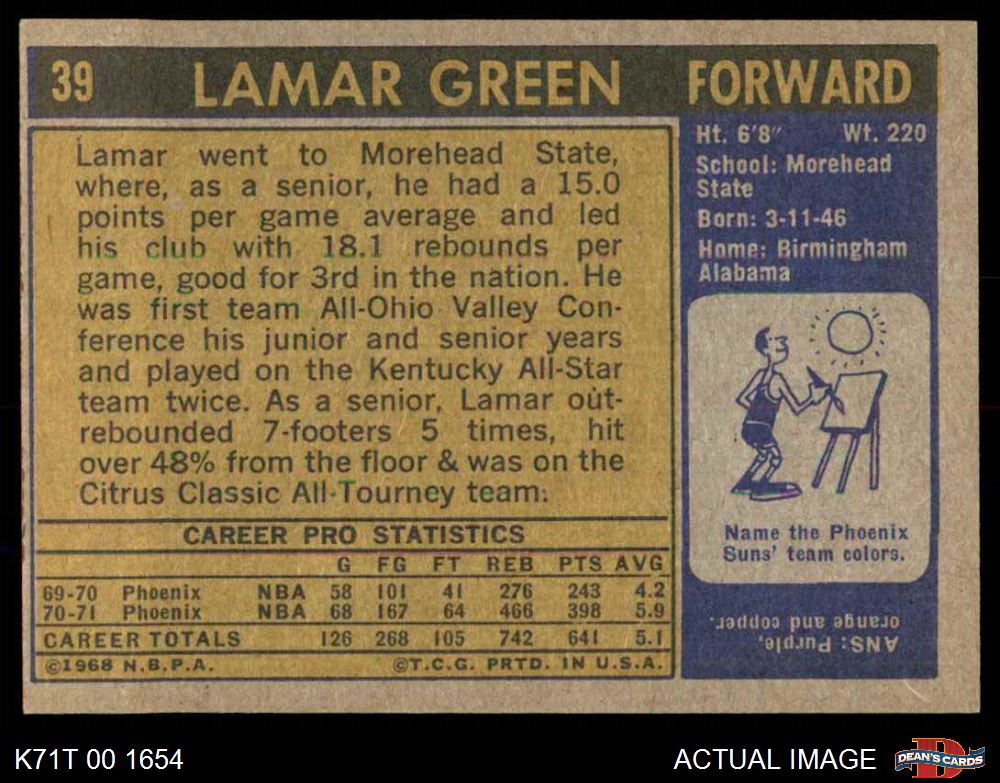 39 LAMAR GREEN FORWARD
Lamar went to Morehead State,
where, as a senior, he had a 15.0
points per game average and led
his club with 18.1 rebounds per
game, good for 3rd in the nation. He
was first team All-Ohio Valley Con-
ference his junior and senior years
and played on the Kentucky All-Star
team twice. As a senior, Lamar out-
rebounded 7-footers 5 times, hit
over 48% from the floor & was on the
Citrus Classic All-Tourney team.
Ht. 6'8" Wt. 220
School: Morehead
State
Born: 3-11-46
Home: Birmingham
Alabama
Name the Phoenix
Suns' team colors.
ANS: Purple,
orange and copper.
CAREER PRO STATISTICS
G FG FT REB PTS AVG
69-70 Phoenix NBA 58 101 41 276 243 4.2
70-71 Phoenix NBA 68 167 64 466 398 5.9
CAREER TOTALS 126 268 105 742 641 5.1
©1968 N.B.P.A. ©T.C.G. PRTD. IN U.S.A.
K71T 00 1654 ACTUAL IMAGE
D
DEAN'S CARDS